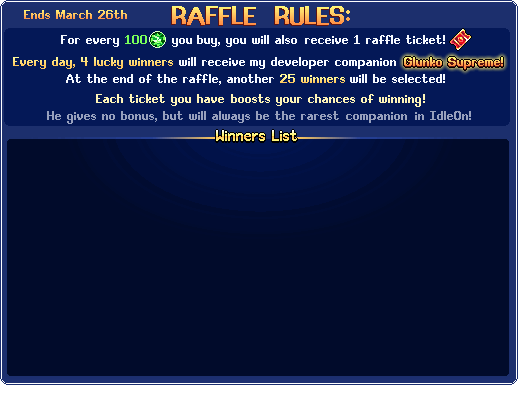 Ends March 26th
RAFFLE RULES:
For every 100 you buy, you will also receive 1 raffle ticket!
Every day, 4 lucky winners will receive my developer companion Glunko Supreme!
At the end of the raffle, another 25 winners will be selected!
Each ticket you have boosts your chances of winning!
He gives no bonus, but will always be the rarest companion in IdleOn!
Winners List